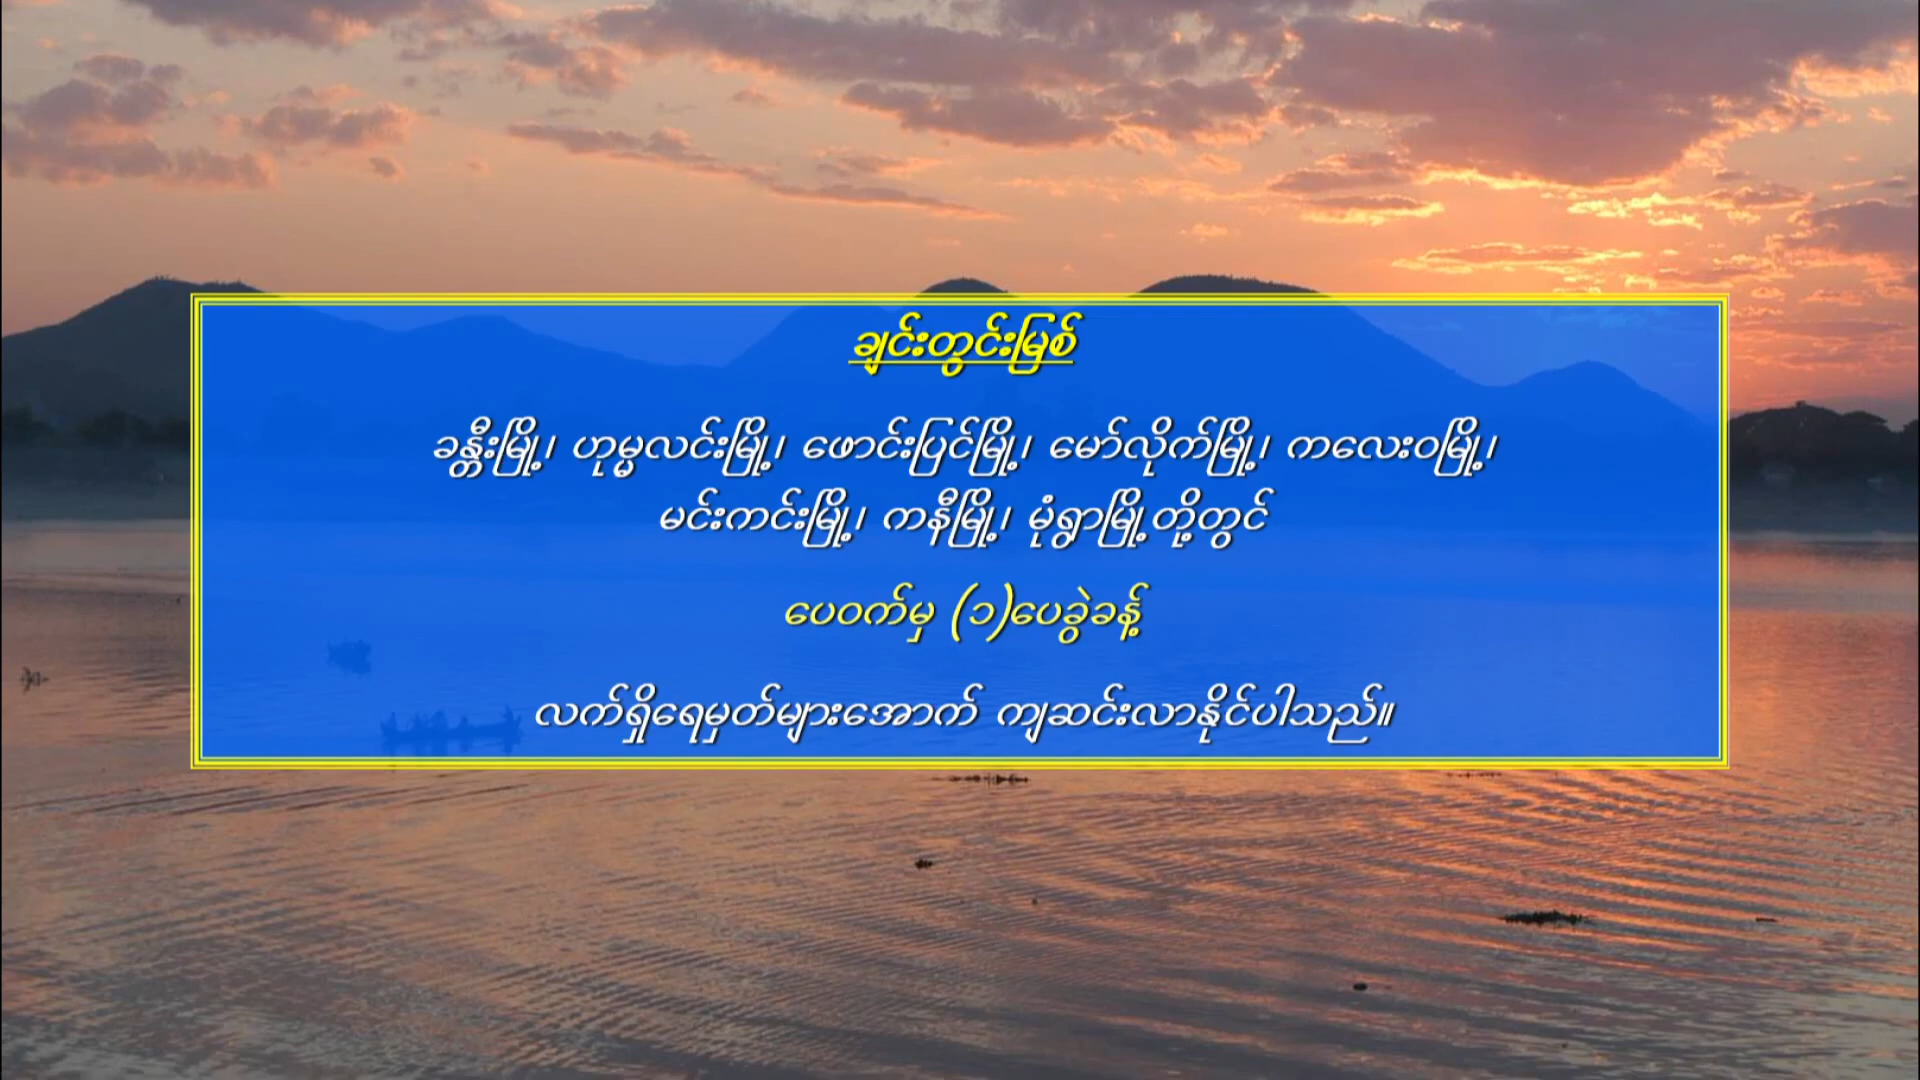 ချင်းတွင်းမြစ်
ခန္တီးမြို့၊ ဟုမ္မလင်းမြို့၊ ဖောင်းပြင်မြို့၊ မော်လိုက်မြို့၊ ကလေးဝမြို့၊
မင်းကင်းမြို့၊ ကနီမြို့၊ မုံရွာမြို့တို့တွင်
ပေဝက်မှ (၁)ပေခွဲခန့်
လက်ရှိရေမှတ်များအောက် ကျဆင်းလာနိုင်ပါသည်။